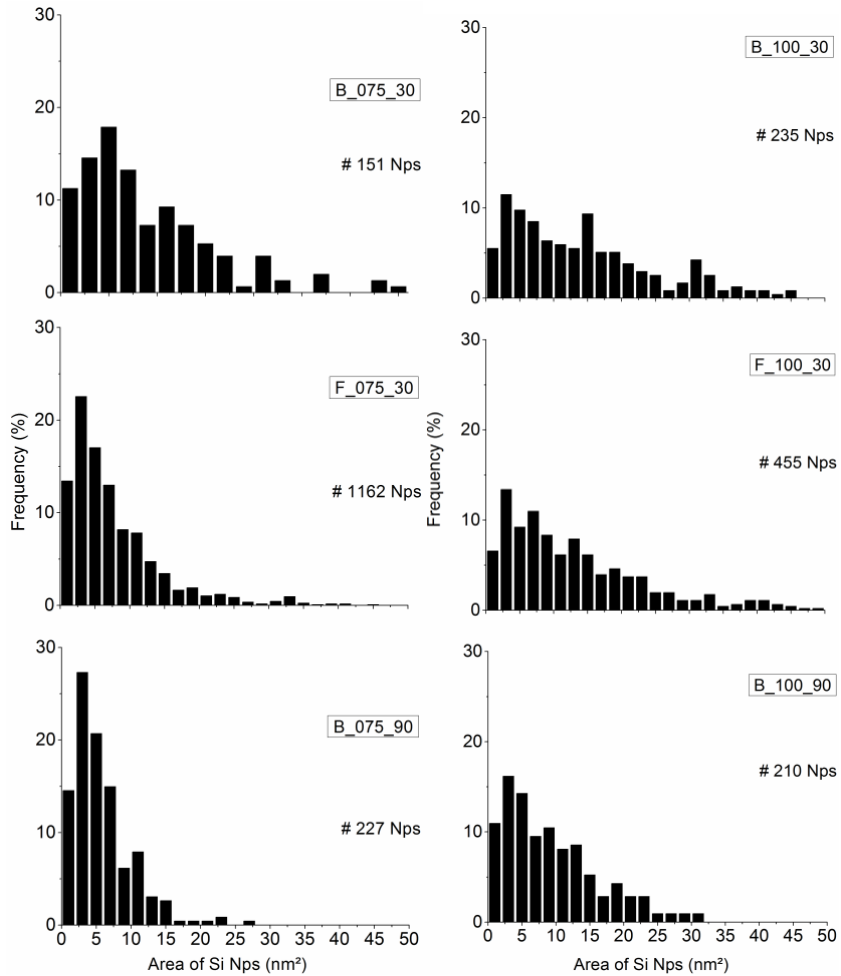 30
B_075_30
20
# 151 Nps
10
0
30
B_100_30
20
# 235 Nps
10
0
30
F_075_30
20
# 1162 Nps
10
0
Frequency (%)
30
F_100_30
20
# 455 Nps
10
0
Frequency (%)
30
B_075_90
20
# 227 Nps
10
0
0 5 10 15 20 25 30 35 40 45 50
Area of Si Nps (nm²)
30
B_100_90
20
# 210 Nps
10
0
0 5 10 15 20 25 30 35 40 45 50
Area of Si Nps (nm²)